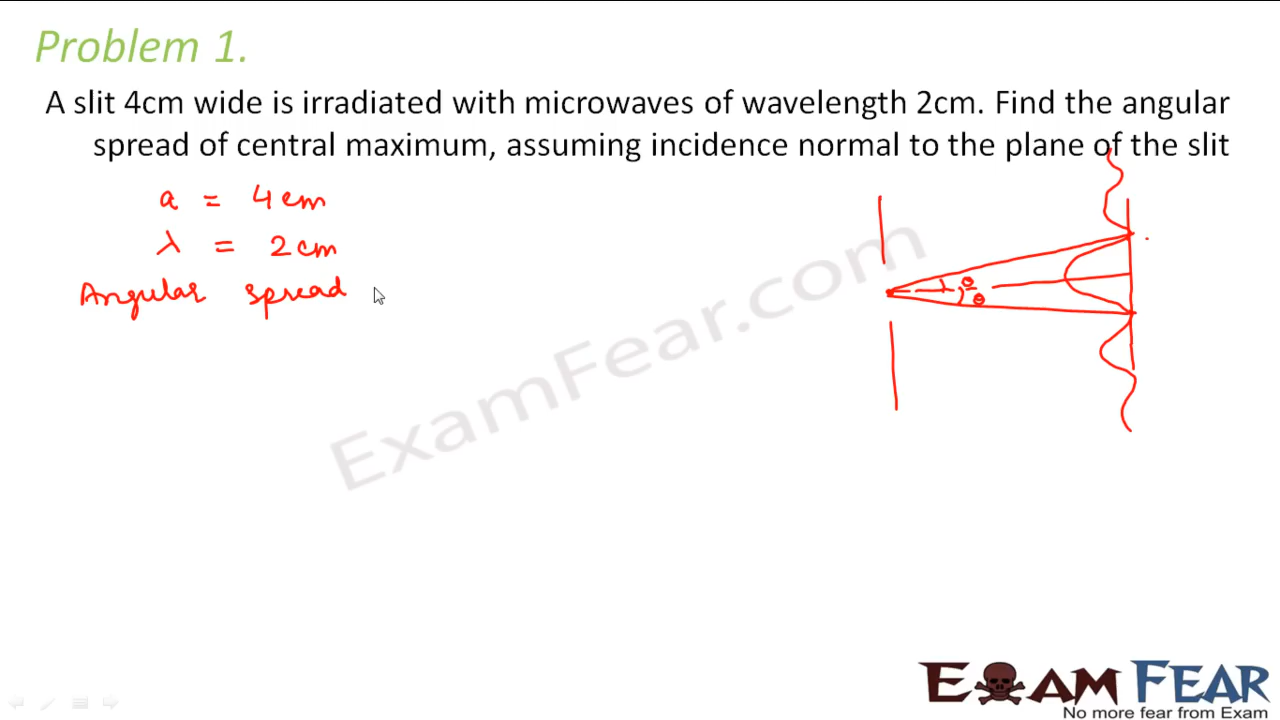 Problem 1.
A slit 4cm wide is irradiated with microwaves of wavelength 2cm. Find the angular
spread of central maximum, assuming incidence normal to the plane of the slit
a = 4cm
λ = 2cm
Angular spread
θ
θ
ExamFear.com
EXAM FEAR
No more fear from Exam